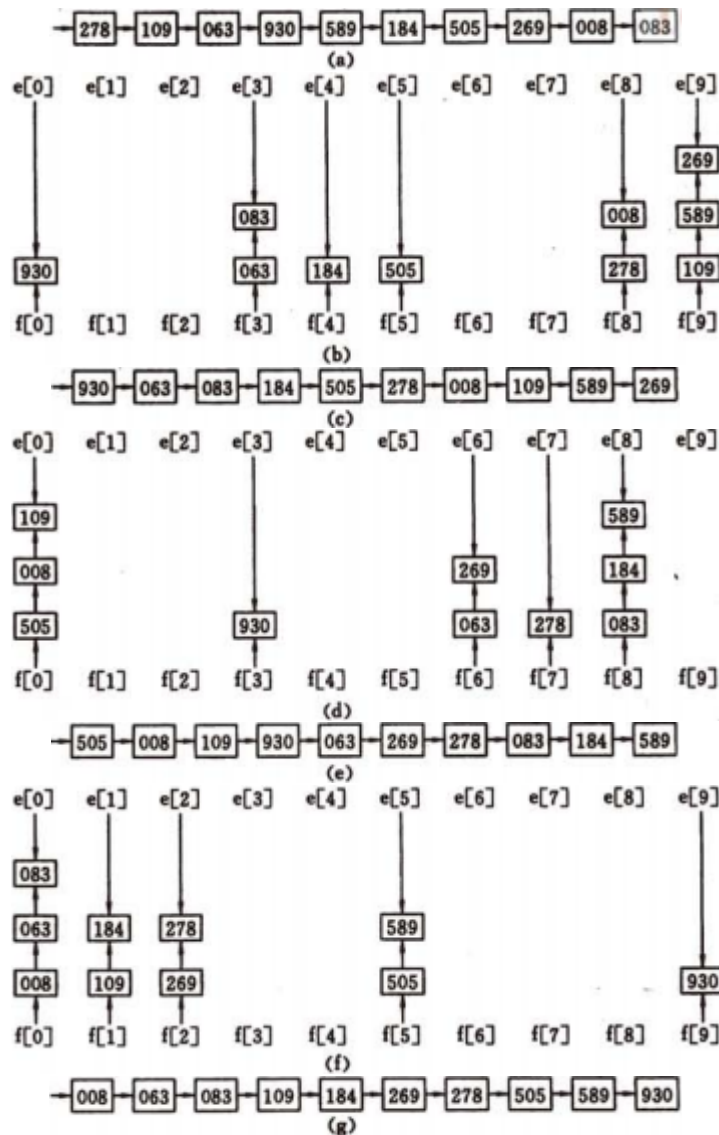 278 109 063 930 589 184 505 269 008 083
(a)
e[0] e[1] e[2] e[3] e[4] e[5] e[6] e[7] e[8] e[9]
269
083 008 589
930 063 184 505 278 109
f[0] f[1] f[2] f[3] f[4] f[5] f[6] f[7] f[8] f[9]
(b)
930 063 083 184 505 278 008 109 589 269
(c)
e[0] e[1] e[2] e[3] e[4] e[5] e[6] e[7] e[8] e[9]
109 589
008 269 184
505 930 063 278 083
f[0] f[1] f[2] f[3] f[4] f[5] f[6] f[7] f[8] f[9]
(d)
505 008 109 930 063 269 278 083 184 589
(e)
e[0] e[1] e[2] e[3] e[4] e[5] e[6] e[7] e[8] e[9]
083
063 184 278 589
008 109 269 505 930
f[0] f[1] f[2] f[3] f[4] f[5] f[6] f[7] f[8] f[9]
(f)
008 063 083 109 184 269 278 505 589 930
(g)